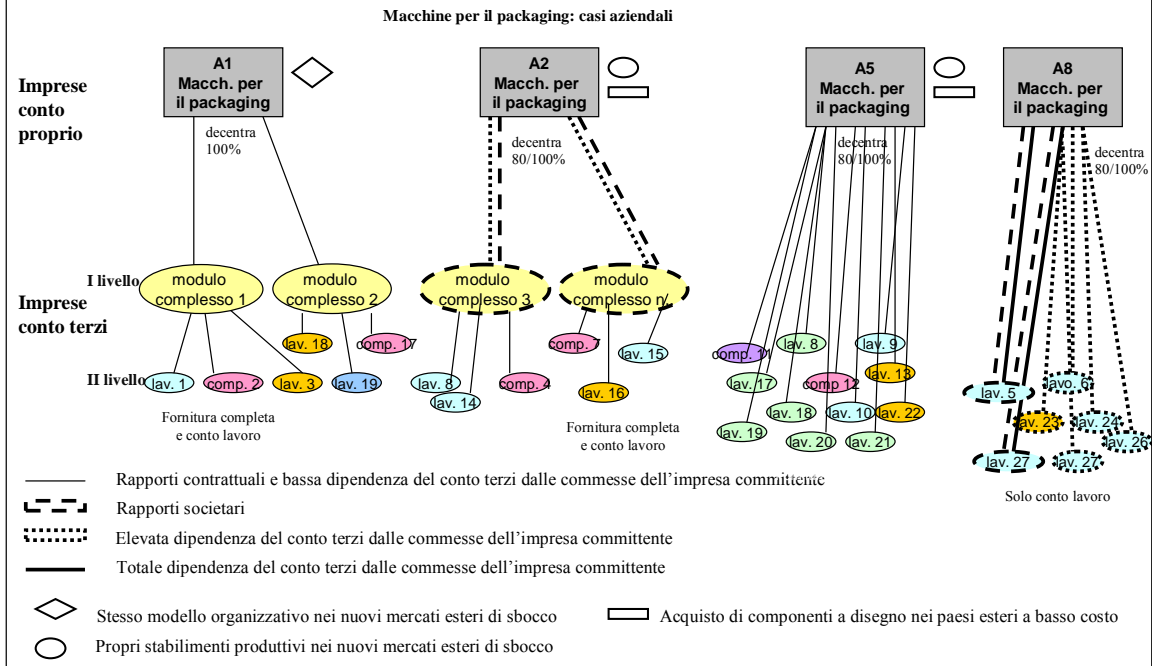 Macchine per il packaging: casi aziendali
Imprese
conto
proprio
A1
Macch. per
il packaging
A2
Macch. per
il packaging
A5
Macch. per
il packaging
A8
Macch. per
il packaging
decentra
100%
decentra
80/100%
decentra
80/100%
decentra
80/100%
I livello
Imprese
conto terzi
modulo
complesso 1
modulo
complesso 2
modulo
complesso 3
modulo
complesso n/
lav. 18
comp. 17
comp. 7
lav. 15
comp. 11
lav. 8
lav. 9
II livello
lav. 1
comp. 2
lav. 3
lav. 19
lav. 8
lav. 14
comp. 4
lav. 16
lav. 17
comp 12
lav. 13
lav. 18
lav. 10
lav. 22
lav. 19
lav. 20
lav. 21
lav. 5
lavo. 6
lav. 23
lav. 24
lav. 26
lav. 27
lav. 27
Fornitura completa
e conto lavoro
Fornitura completa
e conto lavoro
Solo conto lavoro
Rapporti contrattuali e bassa dipendenza del conto terzi dalle commesse dell’impresa committente
Rapporti societari
Elevata dipendenza del conto terzi dalle commesse dell’impresa committente
Totale dipendenza del conto terzi dalle commesse dell’impresa committente
Stesso modello organizzativo nei nuovi mercati esteri di sbocco
Acquisto di componenti a disegno nei paesi esteri a basso costo
Propri stabilimenti produttivi nei nuovi mercati esteri di sbocco